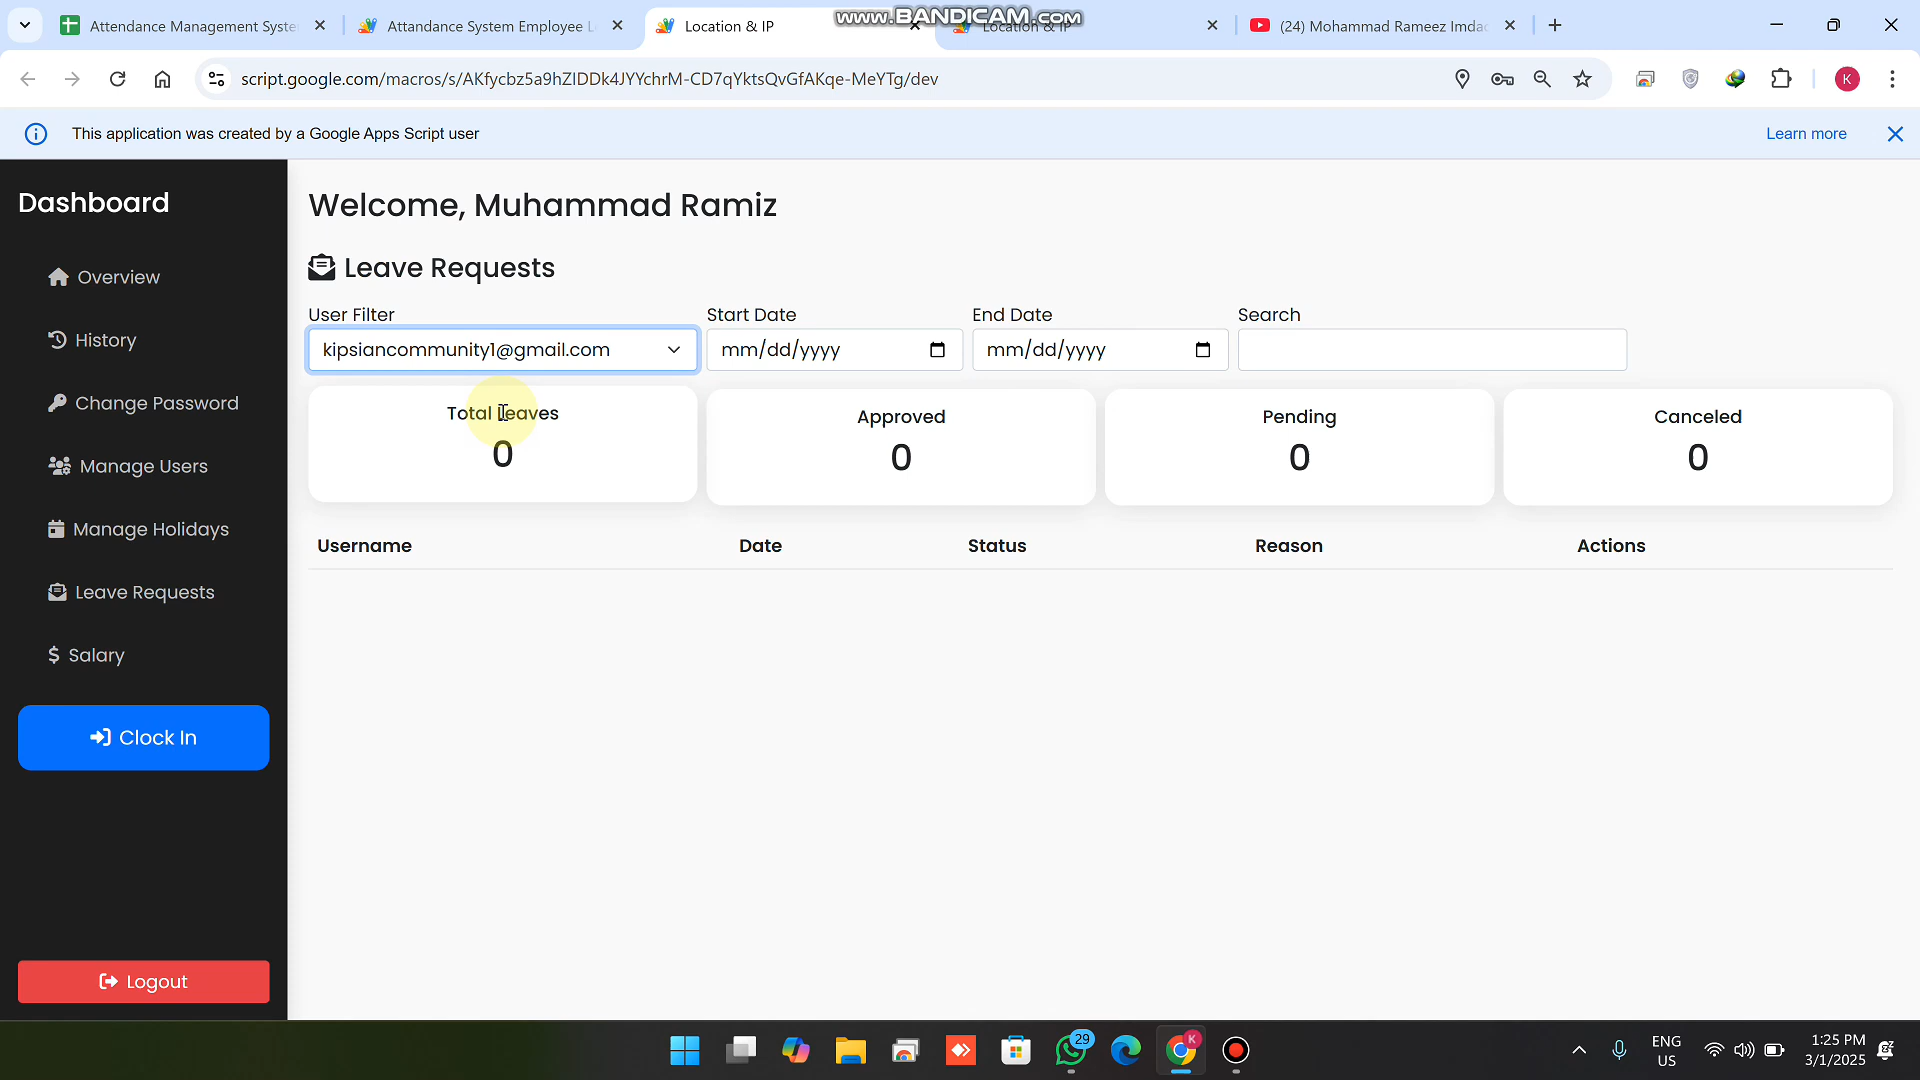 Attendance Management Syste
Attandance System Employee L
Location & IP
www.BANDICAM.com
Location & IP
(24) Mohammad Rameez Imdad
script.google.com/macros/s/AKfycbz5a9hZIDDk4JYYchrM-CD7qYktsQvGfAKqe-MeYTg/dev
K
This application was created by a Google Apps Script user
Learn more
Dashboard
Overview
History
Change Password
Manage Users
Manage Holidays
Leave Requests
$ Salary
Clock In
Logout
Welcome, Muhammad Ramiz
Leave Requests
User Filter
Start Date
End Date
Search
kipsiancommunity1@gmail.com
mm/dd/yyyy
mm/dd/yyyy
Total Leaves
0
Approved
0
Pending
0
Canceled
0
Username
Date
Status
Reason
Actions
29
K
ENG
US
1:25 PM
3/1/2025